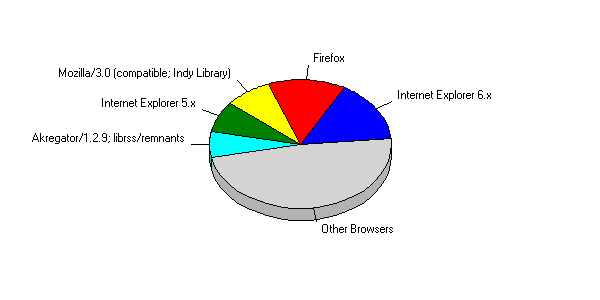 Firefox
Mozilla/3.0 (compatible; Indy Library)
Internet Explorer 6.x
Internet Explorer 5.x
Akregator/1.2.9; librss/remnants
Other Browsers